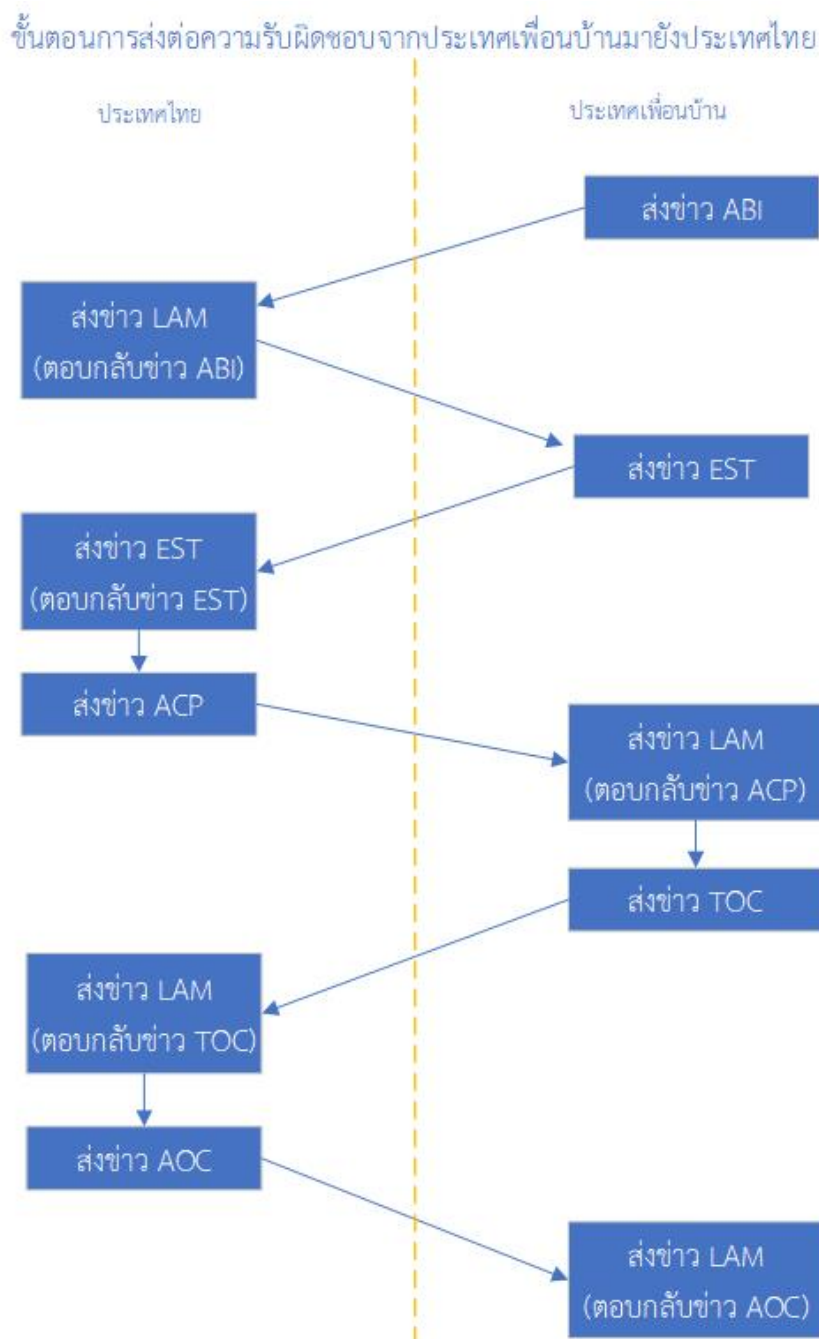 ขั้นตอนการส่งต่อความรับผิดชอบจากประเทศเพื่อนบ้านมายังประเทศไทย
ประเทศไทย
ประเทศเพื่อนบ้าน
ส่งข่าว ABI
ส่งข่าว LAM
(ตอบกลับข่าว ABI)
ส่งข่าว EST
ส่งข่าว EST
(ตอบกลับข่าว EST)
ส่งข่าว ACP
ส่งข่าว LAM
(ตอบกลับข่าว ACP)
ส่งข่าว TOC
ส่งข่าว LAM
(ตอบกลับข่าว TOC)
ส่งข่าว AOC
ส่งข่าว LAM
(ตอบกลับข่าว AOC)